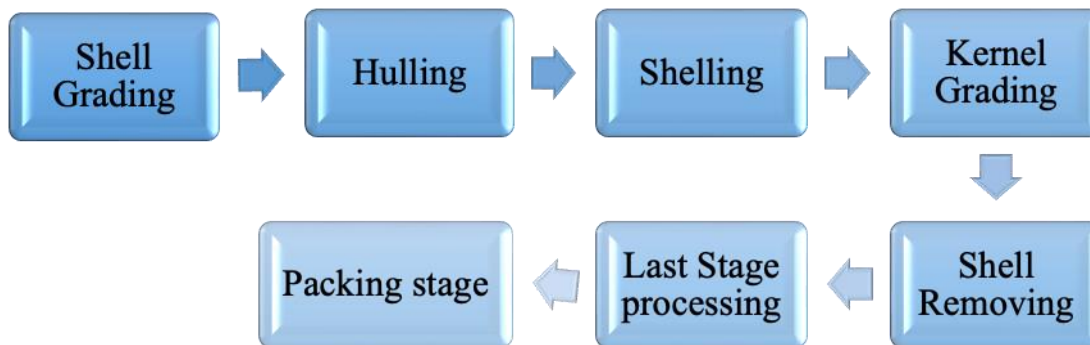 Shell
Grading
Hulling
Shelling
Kernel
Grading
Shell
Removing
Last Stage
processing
Packing stage